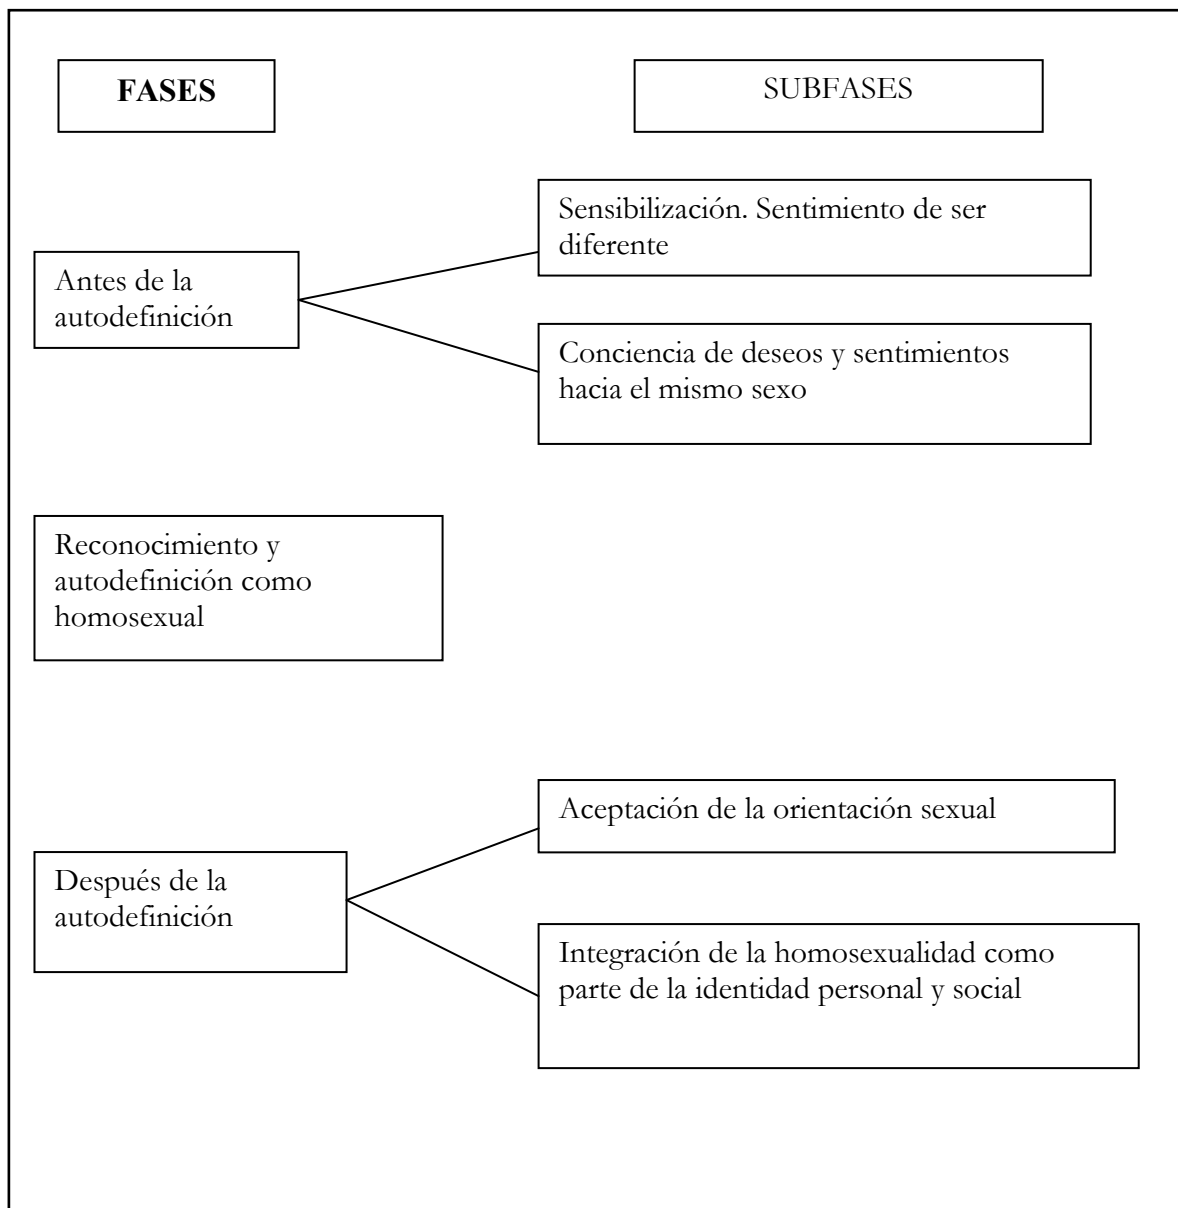 FASES
SUBFASES
Sensibilización. Sentimiento de ser
diferente
Antes de la
autodefinición
Conciencia de deseos y sentimientos
hacia el mismo sexo
Reconocimiento y
autodefinición como
homosexual
Aceptación de la orientación sexual
Después de la
autodefinición
Integración de la homosexualidad como
parte de la identidad personal y social